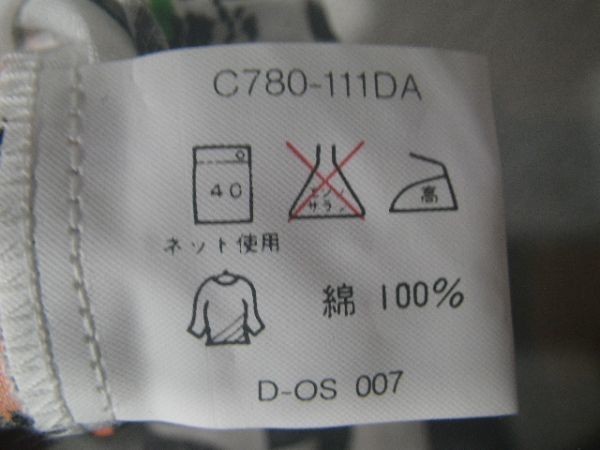 C780-111DA
40
エンソ
サラシ
高
ネット使用
綿 100%
D-OS 007